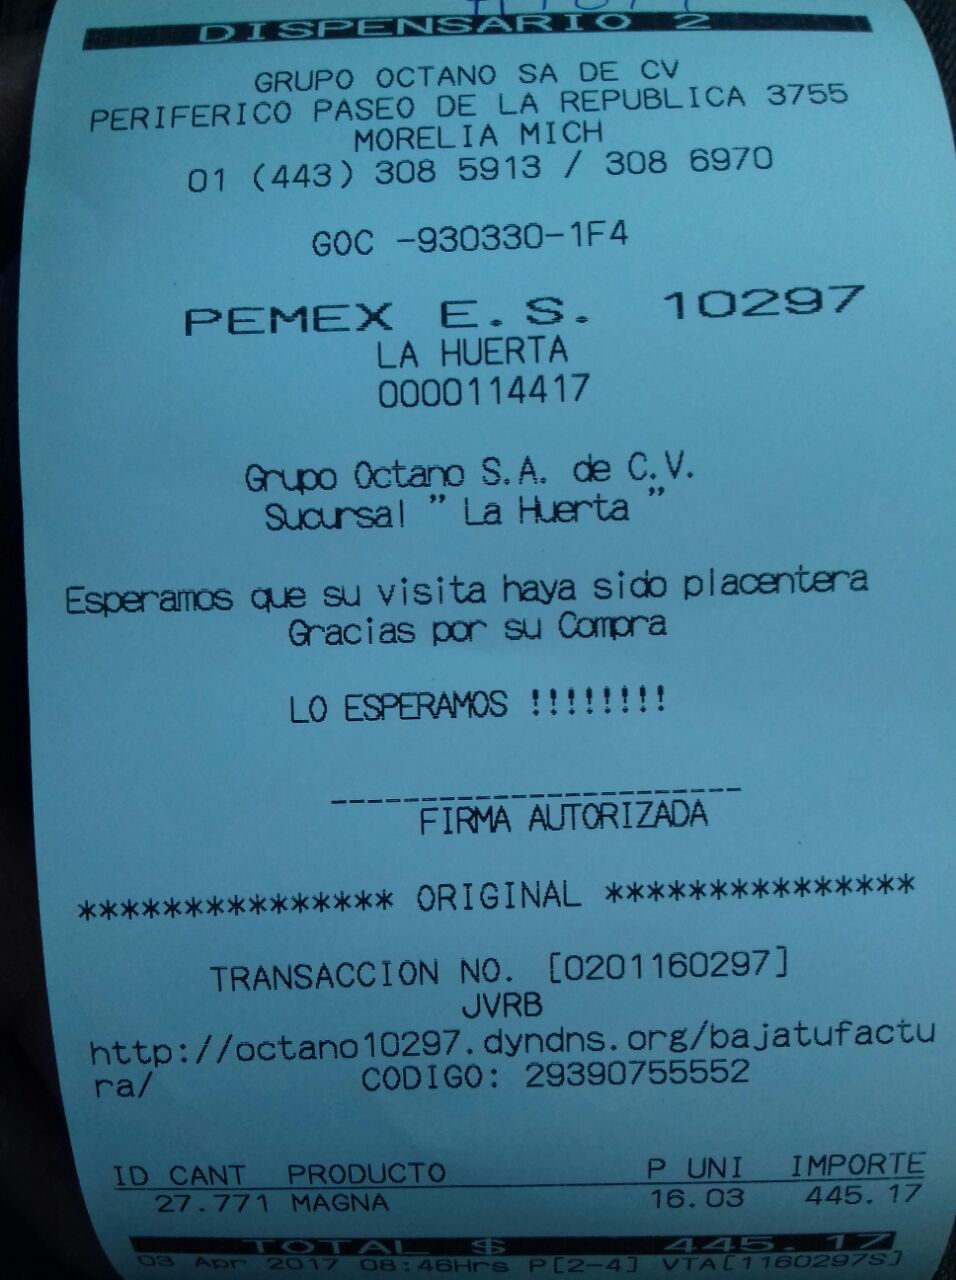 DISPENSARIO 2
GRUPO OCTANO SA DE CV
PERIFERICO PASEO DE LA REPUBLICA 3755
MORELIA MICH
01 (443) 308 5913 / 308 6970
GOC -930330-1F4
PEMEX E.S. 10297
LA HUERTA
0000114417
Grupo Octano S.A. de C.V.
Sucursal " La Huerta "
Esperamos que su visita haya sido placentera
Gracias por su Compra
LO ESPERAMOS !!!!!!!!
-----------------------
FIRMA AUTORIZADA
*************** ORIGINAL ***************
TRANSACCION NO. [0201160297]
JVRB
http://octano10297.dyndns.org/bajatufactu
ra/ CODIGO: 29390755552
ID CANT PRODUCTO P UNI IMPORTE
27.771 MAGNA 16.03 445.17
TOTAL $ 445.17
03 Apr 2017 08:46Hrs P[2-4] VTA[1160297S]